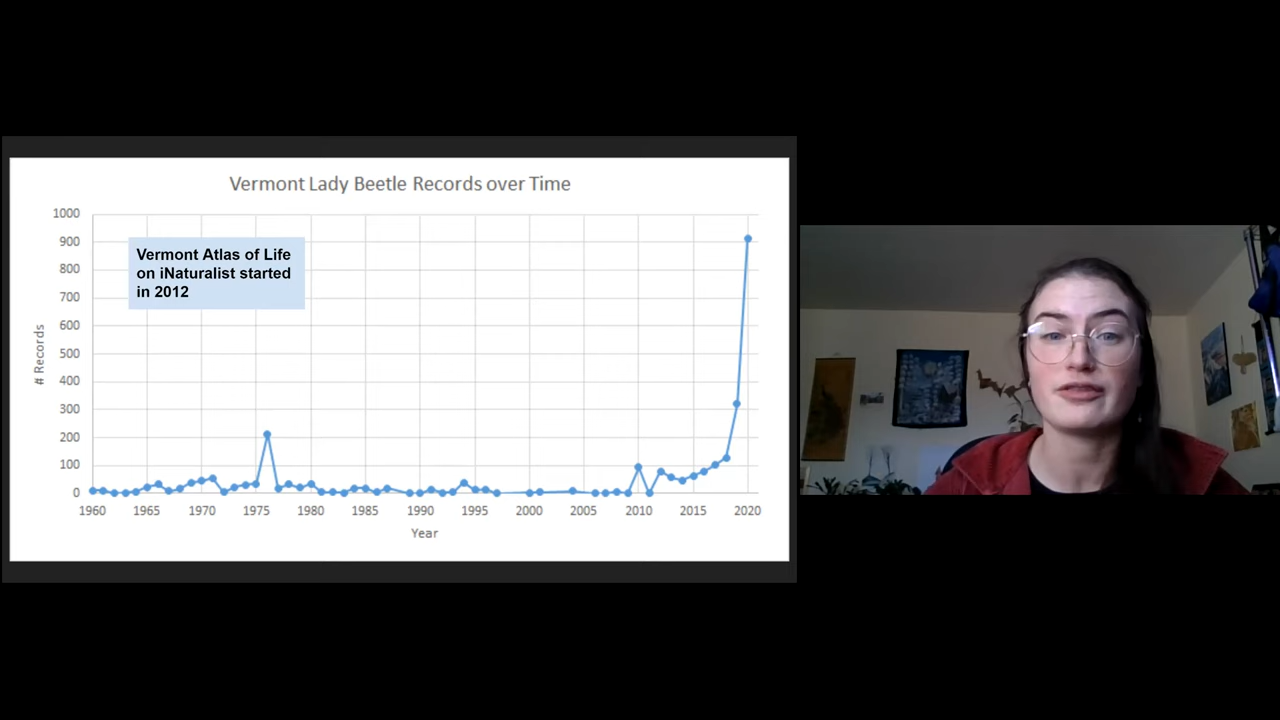 Vermont Lady Beetle Records over Time
1000
900
800
700
600
500
400
300
200
100
0
Vermont Atlas of Life
on iNaturalist started
in 2012
# Records
1960 1965 1970 1975 1980 1985 1990 1995 2000 2005 2010 2015 2020
Year